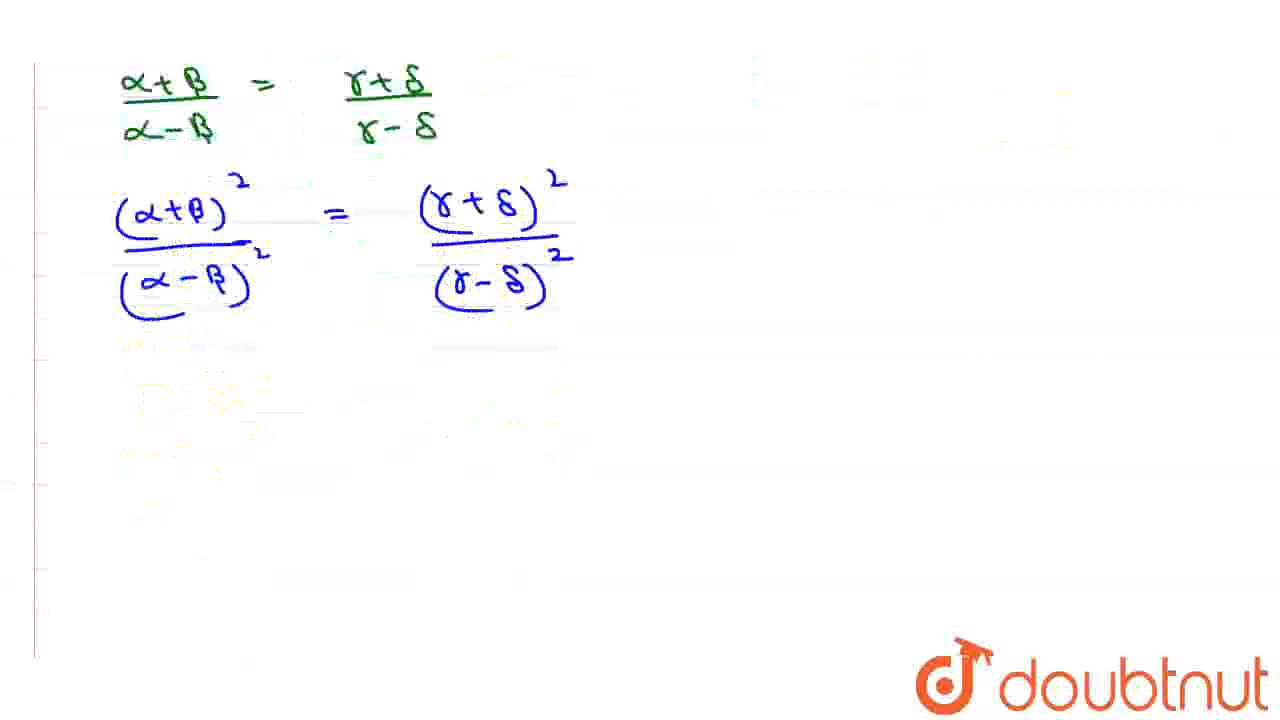 α+β = γ+δ
α-β γ-δ
(α+β)² = (γ+δ)²
(α-β)² (γ-δ)²
doubtnut